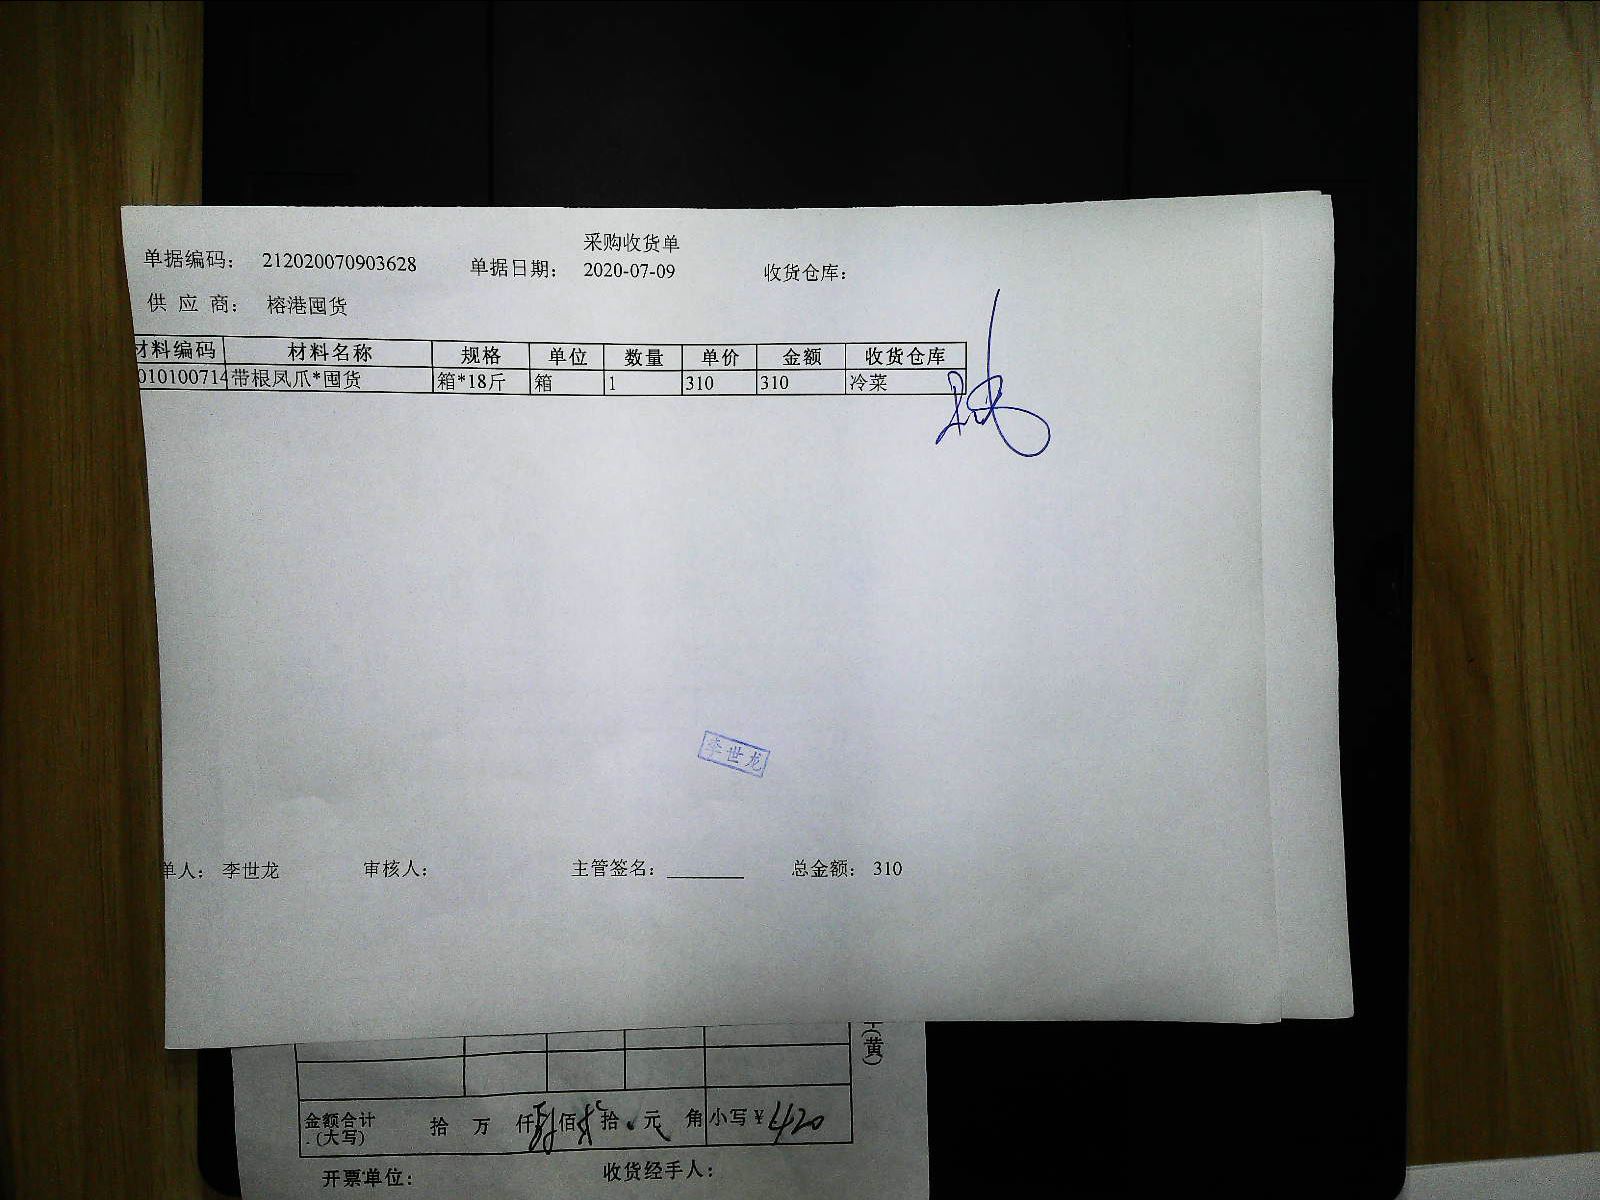 采购收货单
单据编码： 212020070903628 单据日期： 2020-07-09 收货仓库：
供 应 商： 榕港囤货
材料编码 材料名称 规格 单位 数量 单价 金额 收货仓库
010100714 带根凤爪*囤货 箱*18斤 箱 1 310 310 冷菜
李世龙
单人： 李世龙 审核人： 主管签名： ________ 总金额： 310
(黄)
金额合计 拾 万 仟 佰 拾 元 角 小写￥420
(大写)
开票单位： 收货经手人：